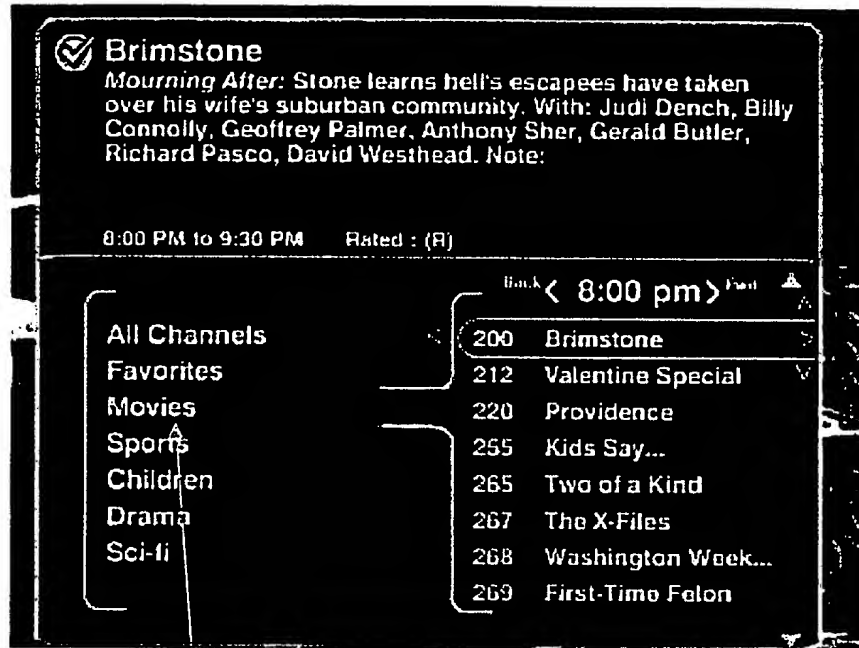 Brimstone
Mourning After: Stone learns hell's escapees have taken
over his wife's suburban community. With: Judi Dench, Billy
Connolly, Geoffrey Palmer, Anthony Sher, Gerald Butler,
Richard Pasco, David Westhead. Note:
8:00 PM to 9:30 PM Rated : (R)
Back < 8:00 pm > Fwd
All Channels
Favorites
Movies
Sports
Children
Drama
Sci-fi
200 Brimstone
212 Valentine Special
220 Providence
255 Kids Say...
265 Two of a Kind
267 The X-Files
268 Washington Week...
269 First-Time Felon